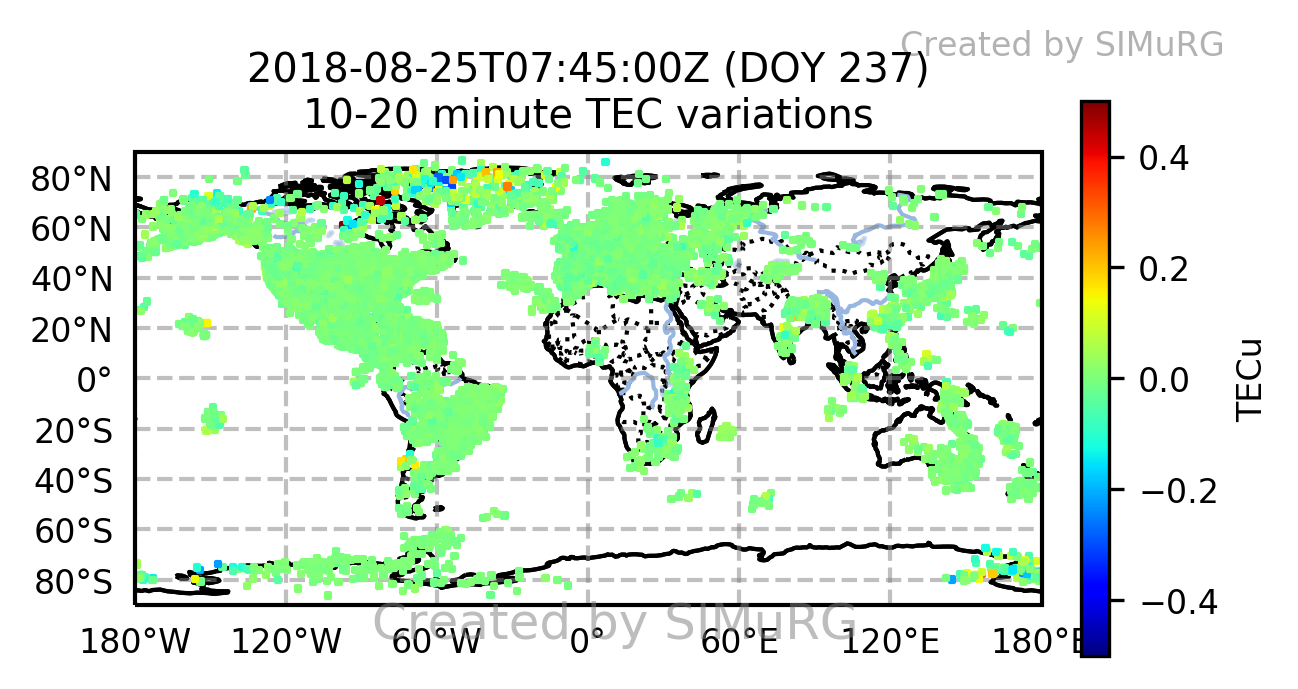 Created by SIMuRG
2018-08-25T07:45:00Z (DOY 237)
10-20 minute TEC variations
80°N
60°N
40°N
20°N
0°
20°S
40°S
60°S
80°S
180°W 120°W 60°W 0° 60°E 120°E 180°E
Created by SIMuRG
0.4
0.2
0.0
−0.2
−0.4
TECu